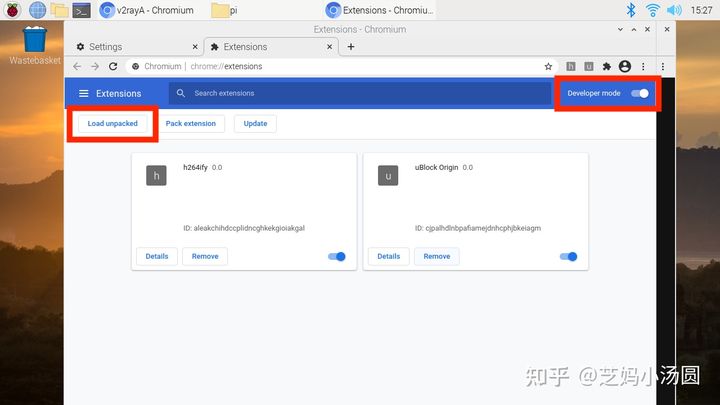 v2rayA - Chromium
pi
Extensions - Chromiu...
15:27
Wastebasket
Extensions - Chromium
Settings
Extensions
Chromium | chrome://extensions
Extensions
Search extensions
Developer mode
Load unpacked
Pack extension
Update
h
h264ify 0.0
ID: aleakchihdccplidncghkekgioiakgal
Details
Remove
u
uBlock Origin 0.0
ID: cjpalhdlnbpafiamejdnhcphjbkeiagm
Details
Remove
知乎 @芝妈小汤圆